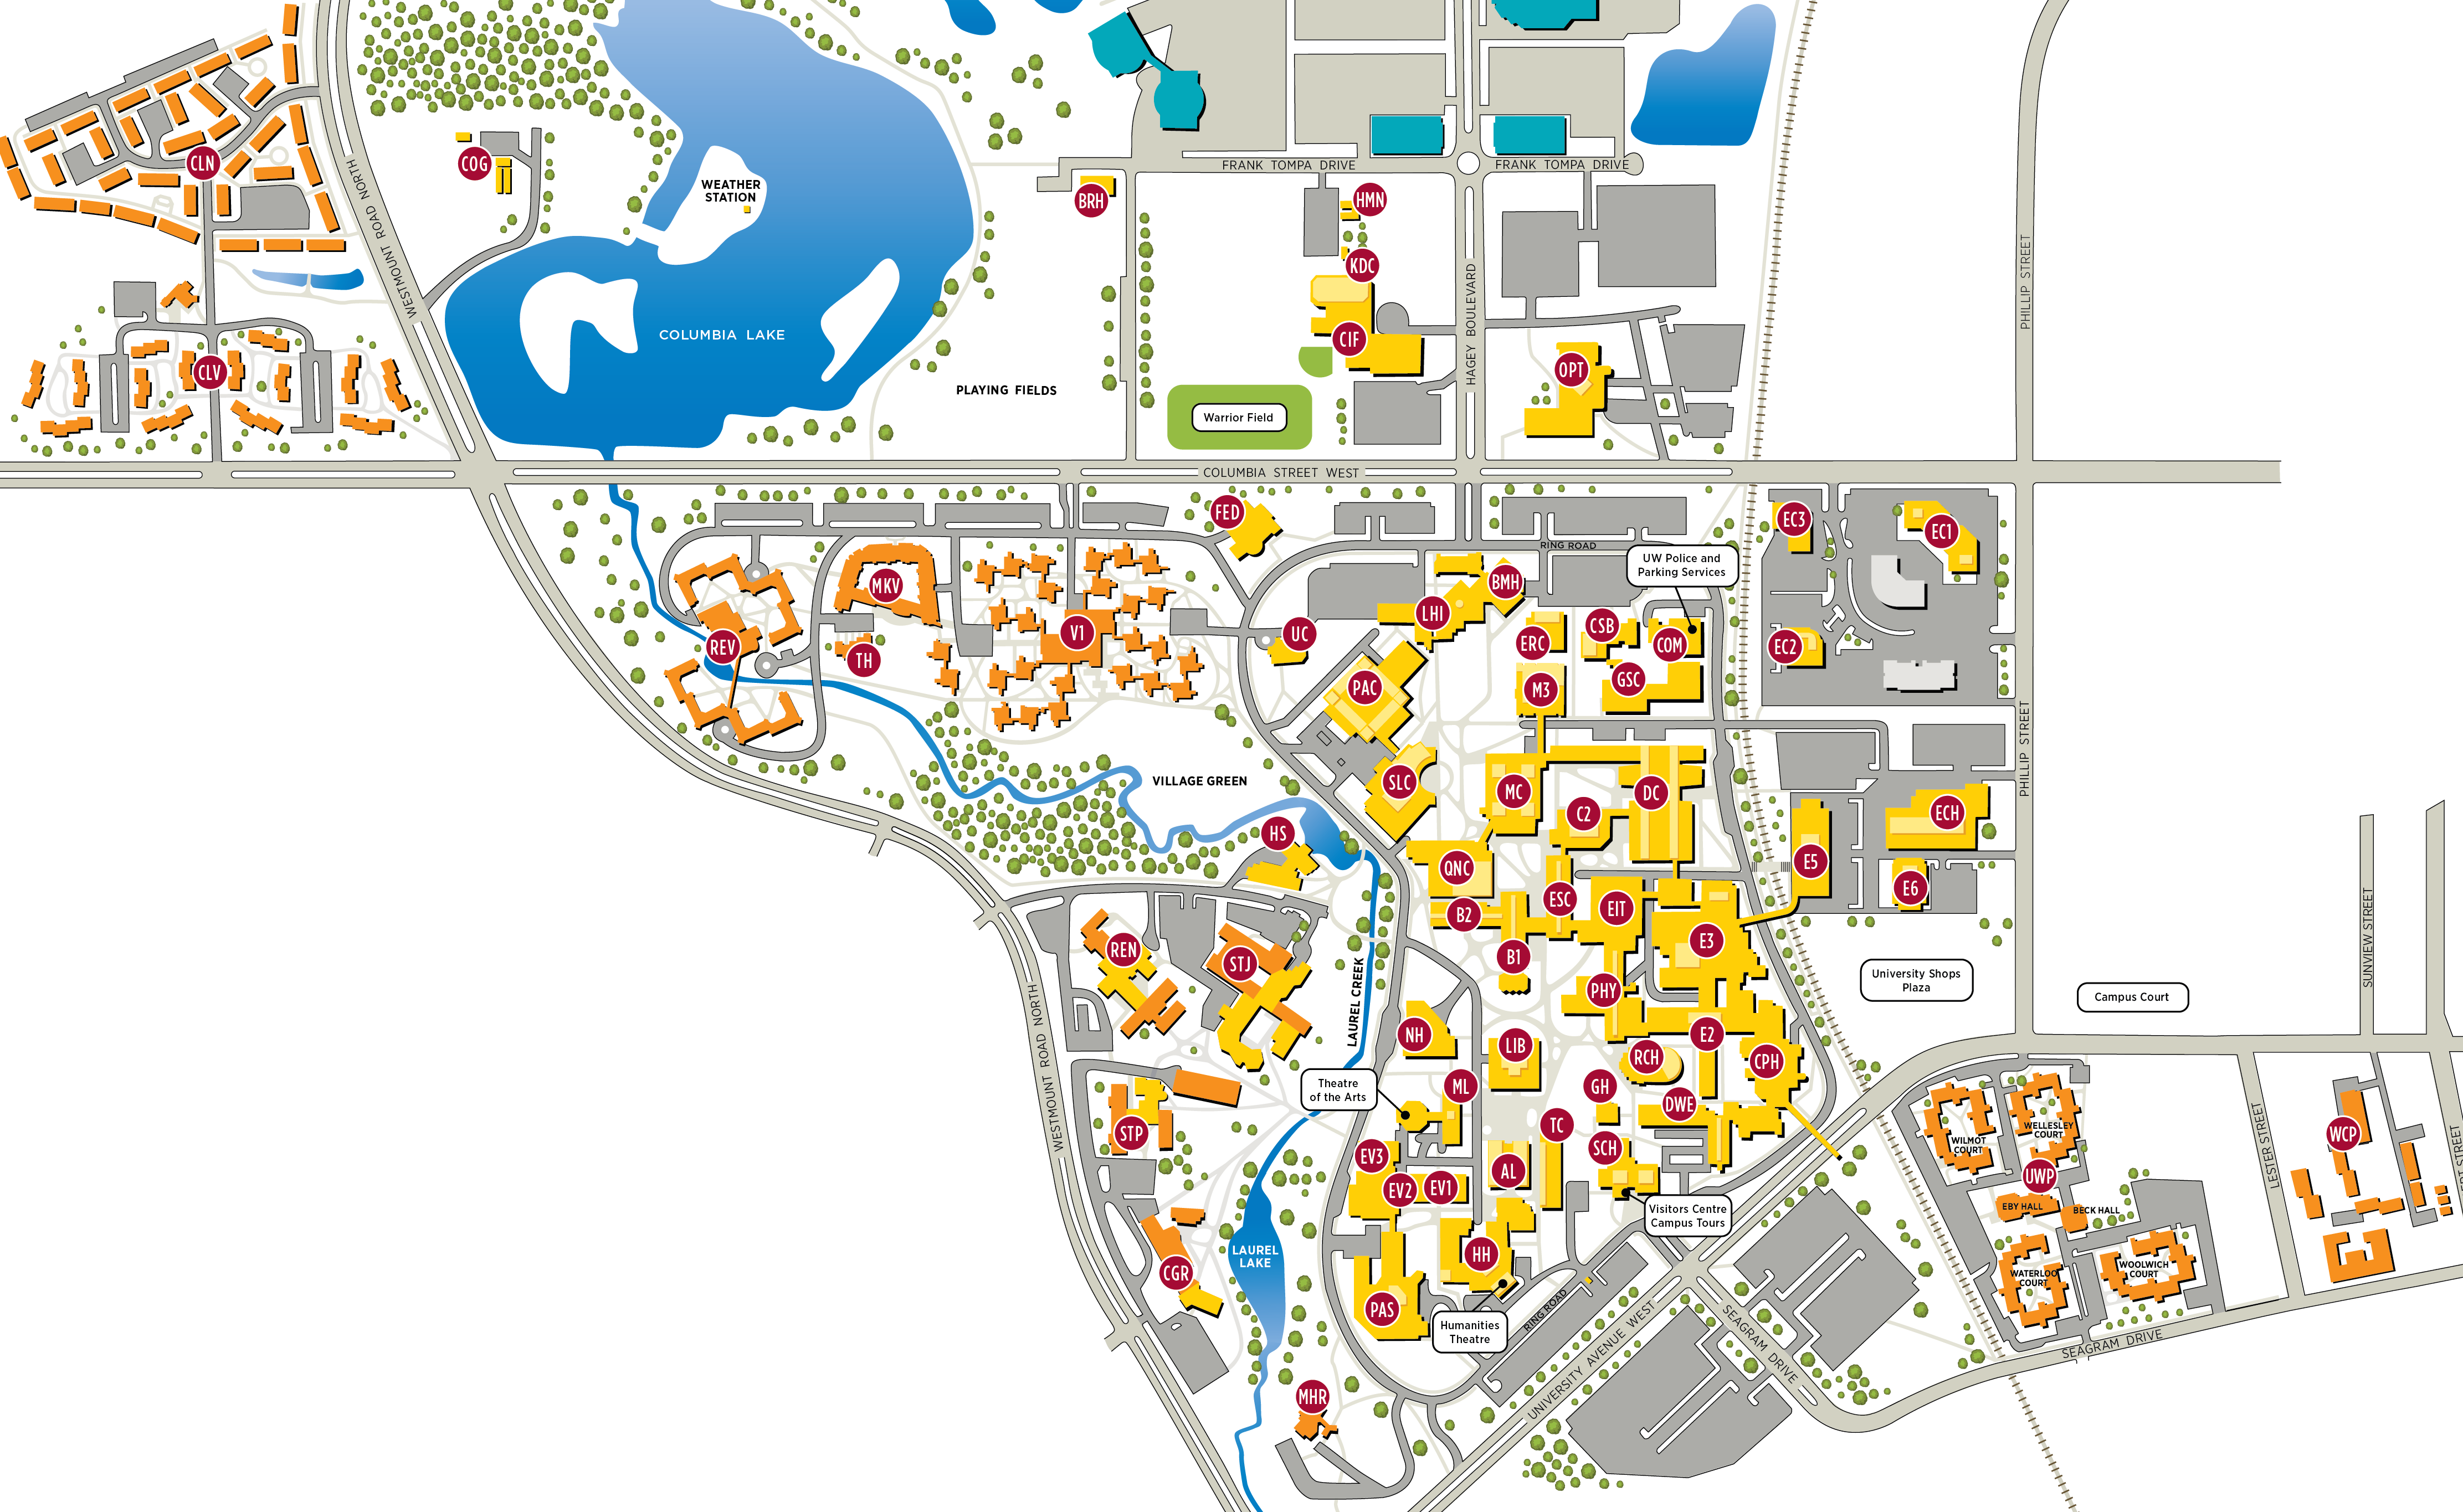 CLN
COG
WEATHER
STATION
WESTMOUNT ROAD NORTH
FRANK TOMPA DRIVE
FRANK TOMPA DRIVE
BRH
HMN
KDC
CIF
HAGEY BOULEVARD
PHILLIP STREET
COLUMBIA LAKE
CLV
OPT
PLAYING FIELDS
Warrior Field
COLUMBIA STREET WEST
FED
EC3
EC1
RING ROAD
UW Police and
Parking Services
MKV
BMH
LHI
V1
UC
ERC
CSB
COM
EC2
REV
TH
PAC
M3
GSC
PHILLIP STREET
VILLAGE GREEN
SLC
MC
DC
C2
ECH
HS
QNC
E5
E6
ESC
EIT
B2
SUNVIEW STREET
REN
STJ
B1
E3
University Shops
Plaza
PHY
Campus Court
LAUREL CREEK
WESTMOUNT ROAD NORTH
NH
LIB
E2
RCH
CPH
Theatre
of the Arts
ML
GH
DWE
TC
STP
EV3
SCH
AL
EV2
EV1
WILMOT
COURT
WELLESLEY
COURT
UWP
WCP
LESTER STREET
EBY HALL
BECK HALL
Visitors Centre
Campus Tours
LAUREL
LAKE
HH
CGR
PAS
WATERLOO
COURT
WOOLWICH
COURT
Humanities
Theatre
RING ROAD
UNIVERSITY AVENUE WEST
SEAGRAM DRIVE
SEAGRAM DRIVE
MHR